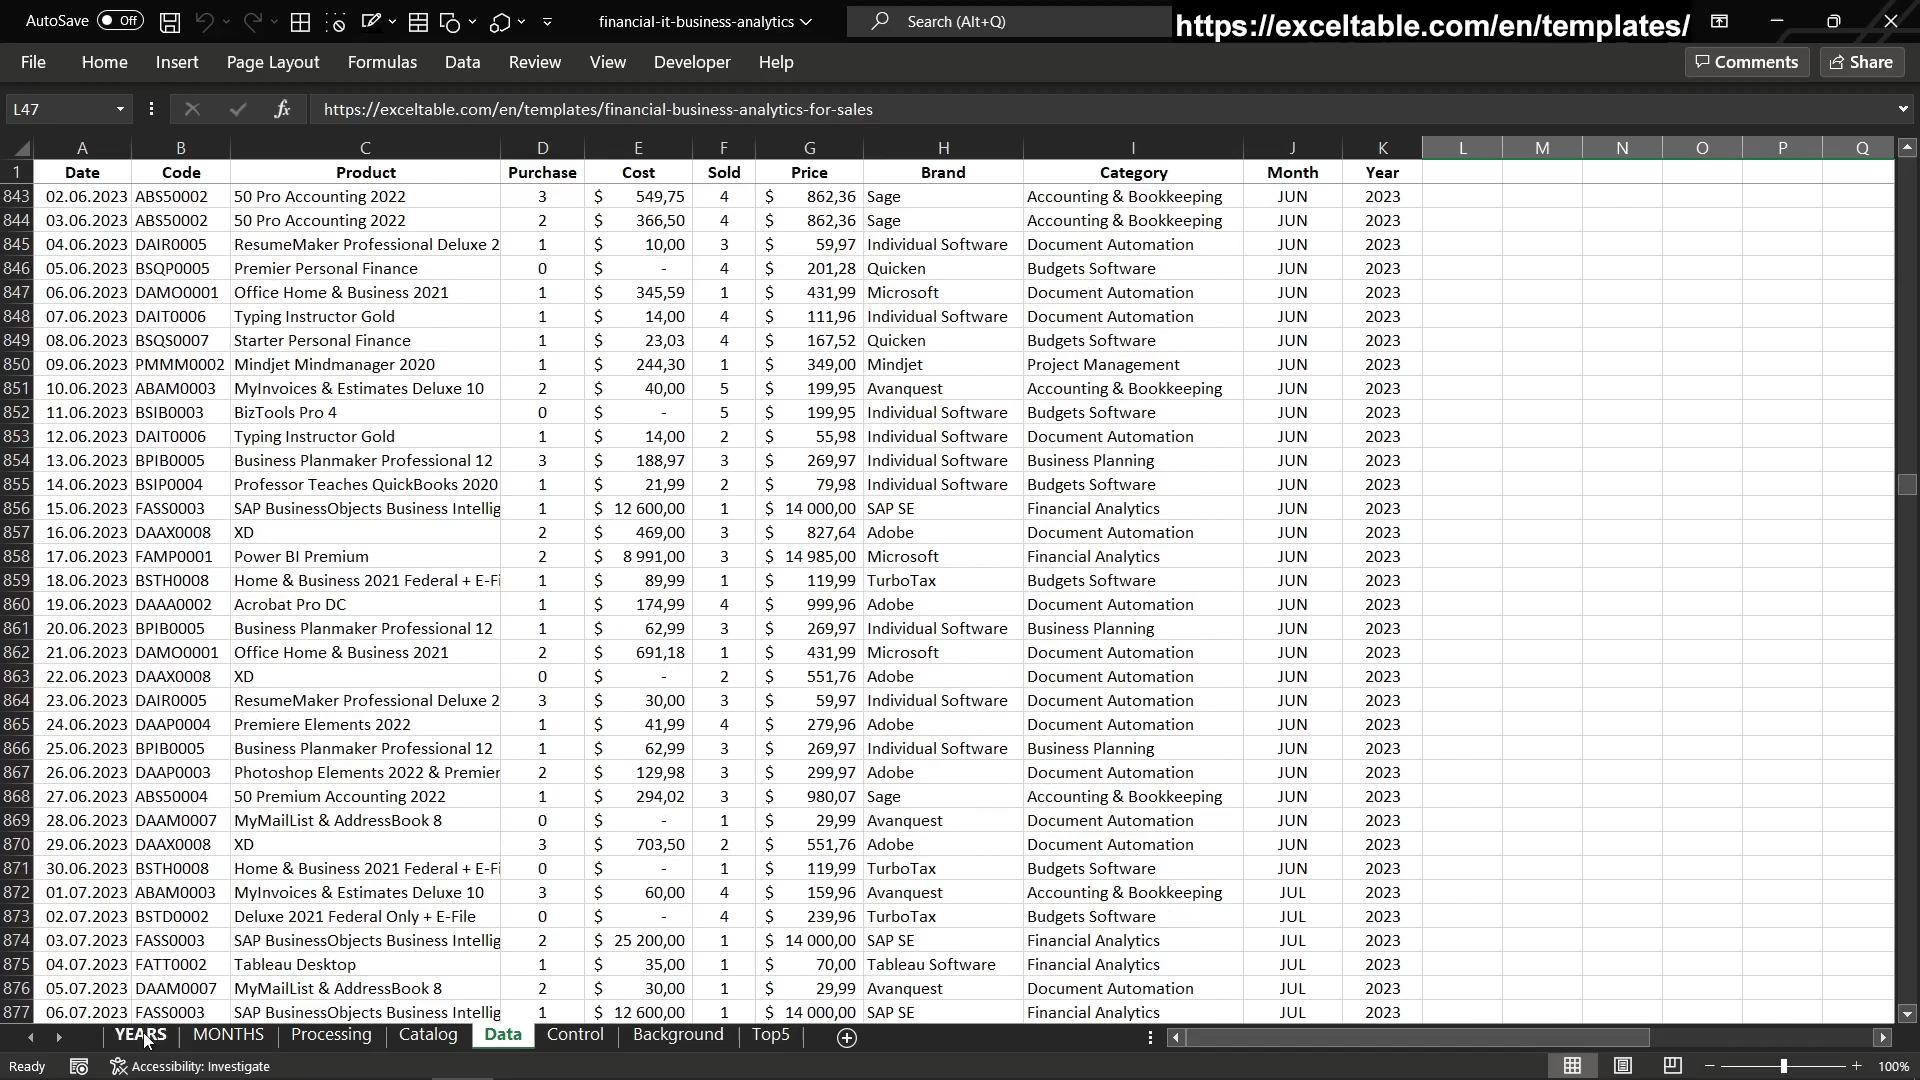 AutoSave Off financial-it-business-analytics Search (Alt+Q) https://exceltable.com/en/templates/
File Home Insert Page Layout Formulas Data Review View Developer Help Comments Share
L47 fx https://exceltable.com/en/templates/financial-business-analytics-for-sales
A B C D E F G H I J K L M N O P Q
1 Date Code Product Purchase Cost Sold Price Brand Category Month Year
843 02.06.2023 ABS50002 50 Pro Accounting 2022 3 $ 549,75 4 $ 862,36 Sage Accounting & Bookkeeping JUN 2023
844 03.06.2023 ABS50002 50 Pro Accounting 2022 2 $ 366,50 4 $ 862,36 Sage Accounting & Bookkeeping JUN 2023
845 04.06.2023 DAIR0005 ResumeMaker Professional Deluxe 2 1 $ 10,00 3 $ 59,97 Individual Software Document Automation JUN 2023
846 05.06.2023 BSQP0005 Premier Personal Finance 0 $ - 4 $ 201,28 Quicken Budgets Software JUN 2023
847 06.06.2023 DAMO0001 Office Home & Business 2021 1 $ 345,59 1 $ 431,99 Microsoft Document Automation JUN 2023
848 07.06.2023 DAIT0006 Typing Instructor Gold 1 $ 14,00 4 $ 111,96 Individual Software Document Automation JUN 2023
849 08.06.2023 BSQS0007 Starter Personal Finance 1 $ 23,03 4 $ 167,52 Quicken Budgets Software JUN 2023
850 09.06.2023 PMMM0002 Mindjet Mindmanager 2020 1 $ 244,30 1 $ 349,00 Mindjet Project Management JUN 2023
851 10.06.2023 ABAM0003 MyInvoices & Estimates Deluxe 10 2 $ 40,00 5 $ 199,95 Avanquest Accounting & Bookkeeping JUN 2023
852 11.06.2023 BSIB0003 BizTools Pro 4 0 $ - 5 $ 199,95 Individual Software Budgets Software JUN 2023
853 12.06.2023 DAIT0006 Typing Instructor Gold 1 $ 14,00 2 $ 55,98 Individual Software Document Automation JUN 2023
854 13.06.2023 BPIB0005 Business Planmaker Professional 12 3 $ 188,97 3 $ 269,97 Individual Software Business Planning JUN 2023
855 14.06.2023 BSIP0004 Professor Teaches QuickBooks 2020 1 $ 21,99 2 $ 79,98 Individual Software Budgets Software JUN 2023
856 15.06.2023 FASS0003 SAP BusinessObjects Business Intellig 1 $ 12 600,00 1 $ 14 000,00 SAP SE Financial Analytics JUN 2023
857 16.06.2023 DAAX0008 XD 2 $ 469,00 3 $ 827,64 Adobe Document Automation JUN 2023
858 17.06.2023 FAMP0001 Power BI Premium 2 $ 8 991,00 3 $ 14 985,00 Microsoft Financial Analytics JUN 2023
859 18.06.2023 BSTH0008 Home & Business 2021 Federal + E-Fi 1 $ 89,99 1 $ 119,99 TurboTax Budgets Software JUN 2023
860 19.06.2023 DAAA0002 Acrobat Pro DC 1 $ 174,99 4 $ 999,96 Adobe Document Automation JUN 2023
861 20.06.2023 BPIB0005 Business Planmaker Professional 12 1 $ 62,99 3 $ 269,97 Individual Software Business Planning JUN 2023
862 21.06.2023 DAMO0001 Office Home & Business 2021 2 $ 691,18 1 $ 431,99 Microsoft Document Automation JUN 2023
863 22.06.2023 DAAX0008 XD 0 $ - 2 $ 551,76 Adobe Document Automation JUN 2023
864 23.06.2023 DAIR0005 ResumeMaker Professional Deluxe 2 3 $ 30,00 3 $ 59,97 Individual Software Document Automation JUN 2023
865 24.06.2023 DAAP0004 Premiere Elements 2022 1 $ 41,99 4 $ 279,96 Adobe Document Automation JUN 2023
866 25.06.2023 BPIB0005 Business Planmaker Professional 12 1 $ 62,99 3 $ 269,97 Individual Software Business Planning JUN 2023
867 26.06.2023 DAAP0003 Photoshop Elements 2022 & Premier 2 $ 129,98 3 $ 299,97 Adobe Document Automation JUN 2023
868 27.06.2023 ABS50004 50 Premium Accounting 2022 1 $ 294,02 3 $ 980,07 Sage Accounting & Bookkeeping JUN 2023
869 28.06.2023 DAAM0007 MyMailList & AddressBook 8 0 $ - 1 $ 29,99 Avanquest Document Automation JUN 2023
870 29.06.2023 DAAX0008 XD 3 $ 703,50 2 $ 551,76 Adobe Document Automation JUN 2023
871 30.06.2023 BSTH0008 Home & Business 2021 Federal + E-Fi 0 $ - 1 $ 119,99 TurboTax Budgets Software JUN 2023
872 01.07.2023 ABAM0003 MyInvoices & Estimates Deluxe 10 3 $ 60,00 4 $ 159,96 Avanquest Accounting & Bookkeeping JUL 2023
873 02.07.2023 BSTD0002 Deluxe 2021 Federal Only + E-File 0 $ - 4 $ 239,96 TurboTax Budgets Software JUL 2023
874 03.07.2023 FASS0003 SAP BusinessObjects Business Intellig 2 $ 25 200,00 1 $ 14 000,00 SAP SE Financial Analytics JUL 2023
875 04.07.2023 FATT0002 Tableau Desktop 1 $ 35,00 1 $ 70,00 Tableau Software Financial Analytics JUL 2023
876 05.07.2023 DAAM0007 MyMailList & AddressBook 8 2 $ 30,00 1 $ 29,99 Avanquest Document Automation JUL 2023
877 06.07.2023 FASS0003 SAP BusinessObjects Business Intellig 1 $ 12 600,00 1 $ 14 000,00 SAP SE Financial Analytics JUL 2023
YEARS MONTHS Processing Catalog Data Control Background Top5
Ready Accessibility: Investigate 100%